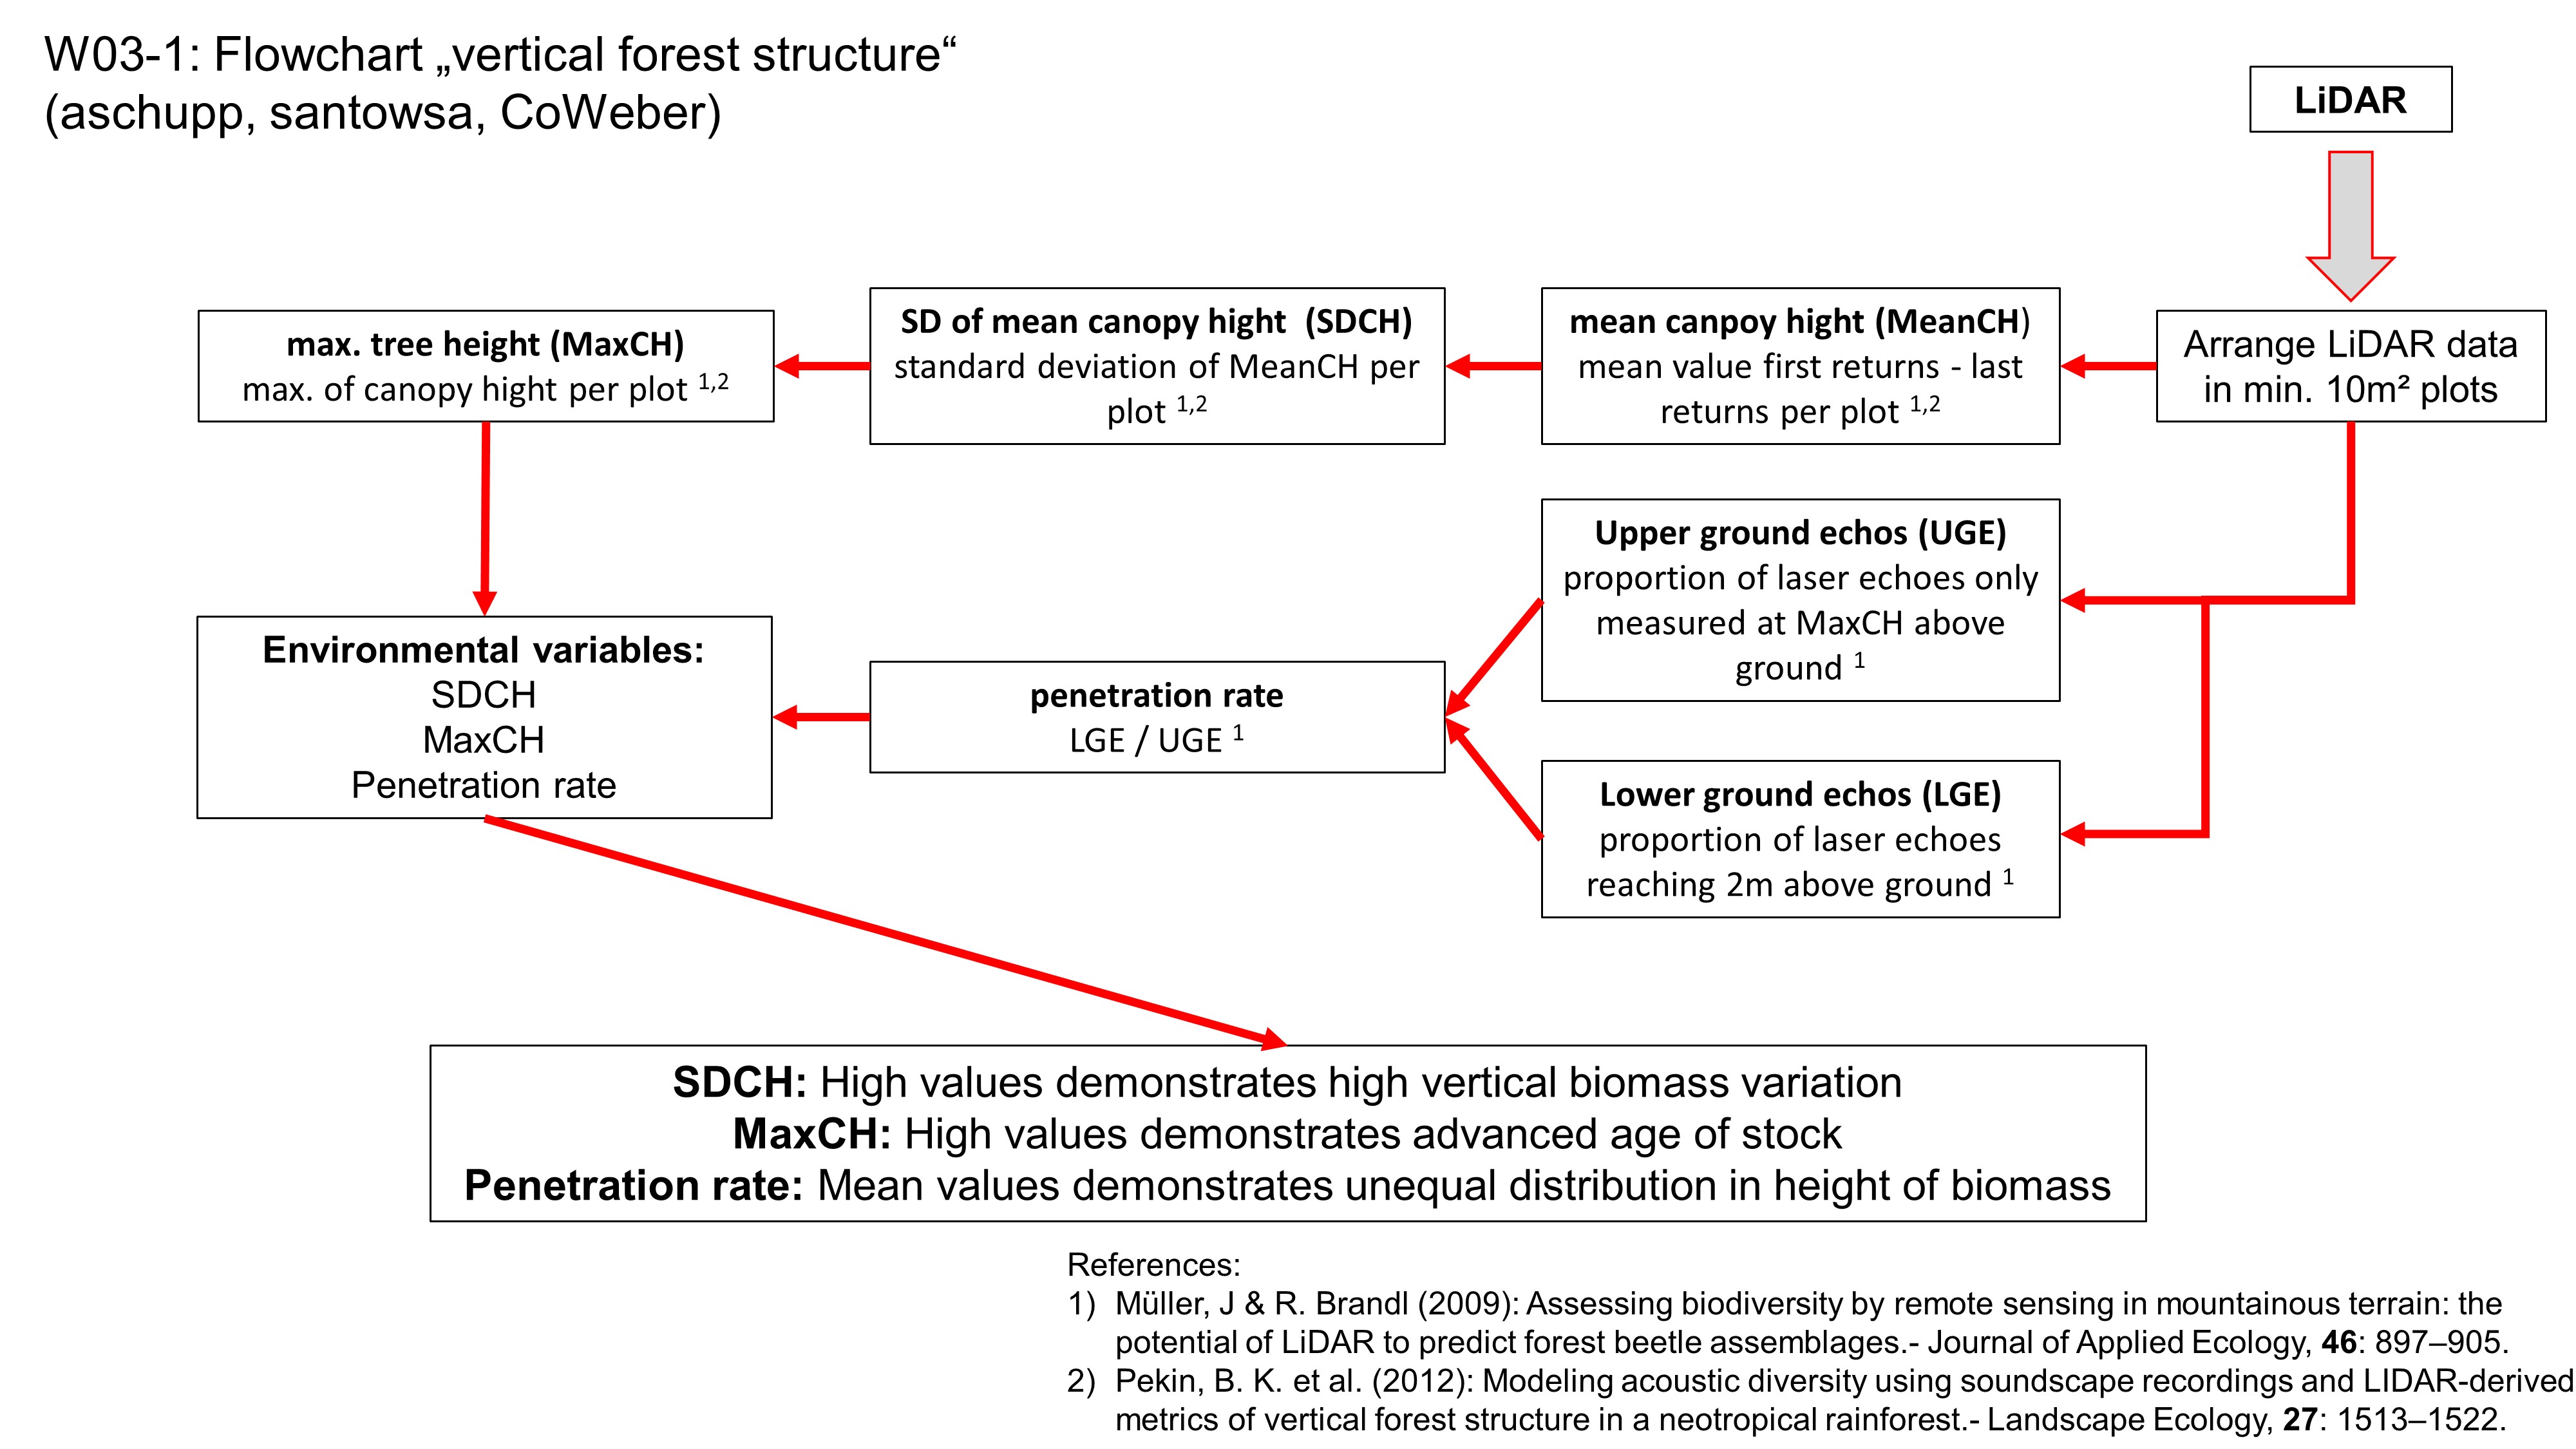 W03-1: Flowchart „vertical forest structure“
(aschupp, santowsa, CoWeber)
LiDAR
Arrange LiDAR data
in min. 10m² plots
mean canpoy hight (MeanCH)
mean value first returns - last
returns per plot 1,2
SD of mean canopy hight (SDCH)
standard deviation of MeanCH per
plot 1,2
max. tree height (MaxCH)
max. of canopy hight per plot 1,2
Upper ground echos (UGE)
proportion of laser echoes only
measured at MaxCH above
ground 1
Lower ground echos (LGE)
proportion of laser echoes
reaching 2m above ground 1
penetration rate
LGE / UGE 1
Environmental variables:
SDCH
MaxCH
Penetration rate
SDCH: High values demonstrates high vertical biomass variation
MaxCH: High values demonstrates advanced age of stock
Penetration rate: Mean values demonstrates unequal distribution in height of biomass
References:
1) Müller, J & R. Brandl (2009): Assessing biodiversity by remote sensing in mountainous terrain: the
potential of LiDAR to predict forest beetle assemblages.- Journal of Applied Ecology, 46: 897–905.
2) Pekin, B. K. et al. (2012): Modeling acoustic diversity using soundscape recordings and LIDAR-derived
metrics of vertical forest structure in a neotropical rainforest.- Landscape Ecology, 27: 1513–1522.